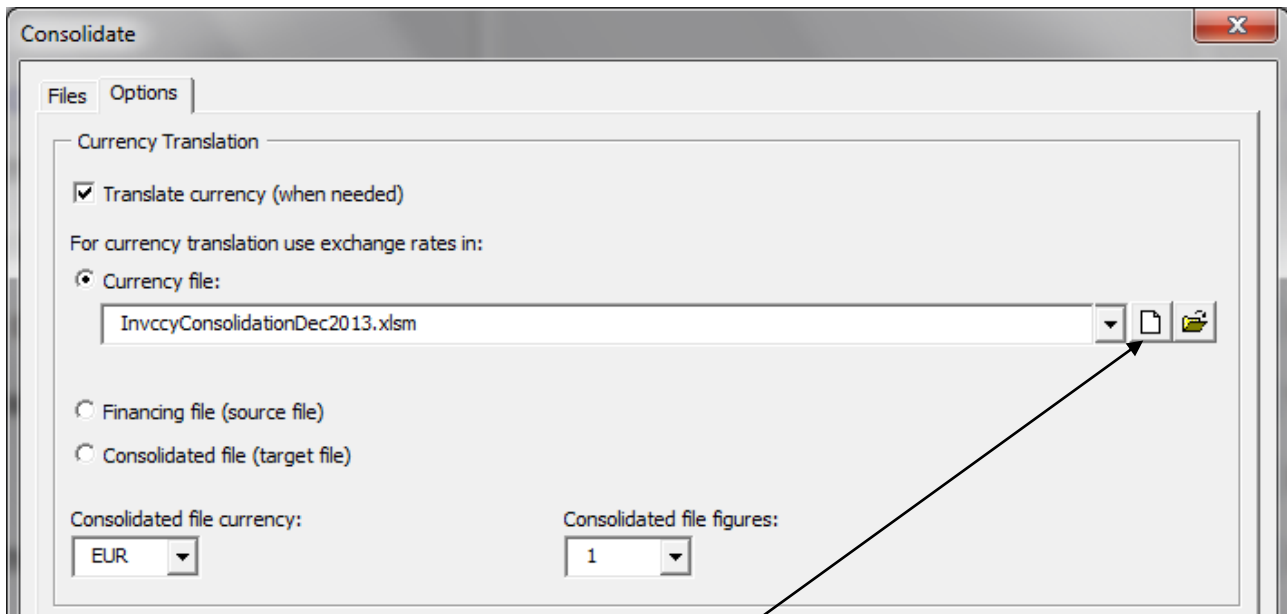 Consolidate
Files Options
Currency Translation
Translate currency (when needed)
For currency translation use exchange rates in:
Currency file:
InvccyConsolidationDec2013.xlsm
Financing file (source file)
Consolidated file (target file)
Consolidated file currency: Consolidated file figures:
EUR 1